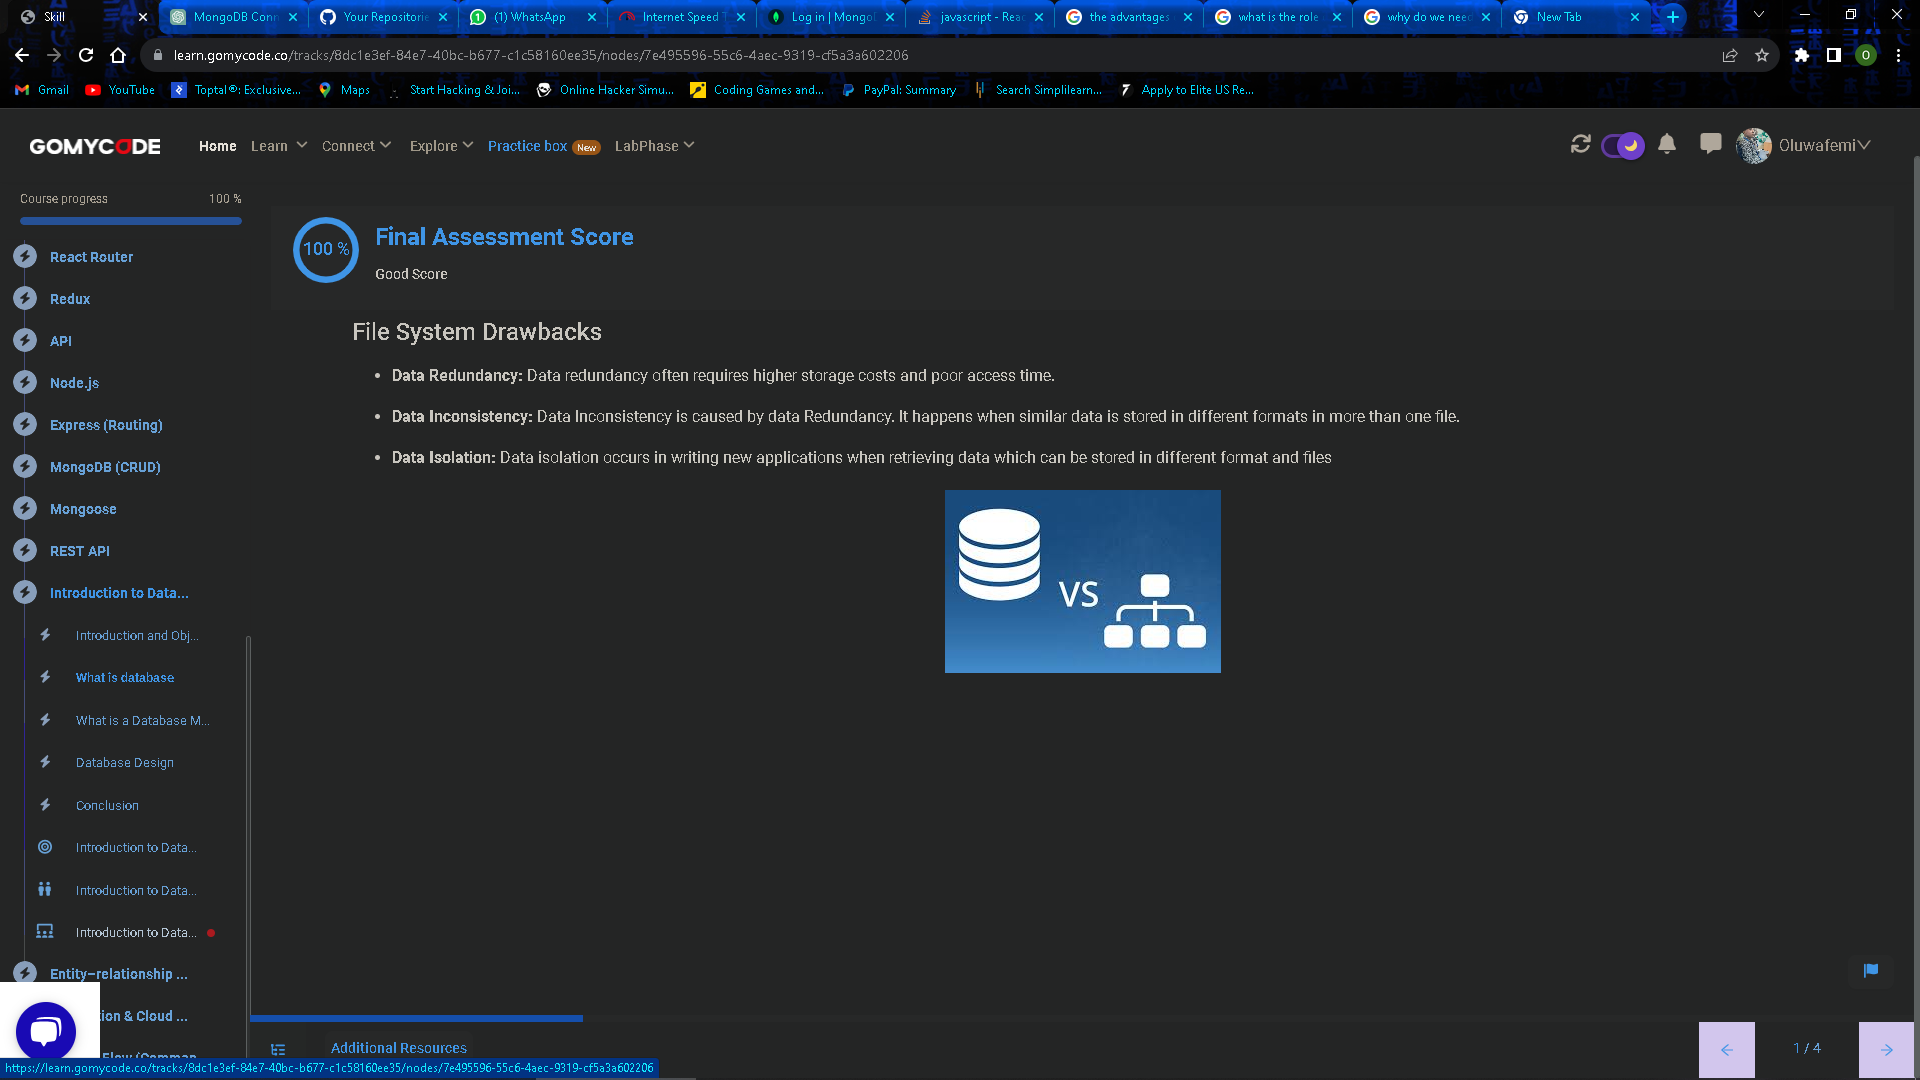 Skill
MongoDB Conn
Your Repositorie
(1) WhatsApp
Internet Speed T
Log in | Mongo
javascript - Rea
the advantages
what is the role
why do we need
New Tab
learn.gomycode.co/tracks/8dc1e3ef-84e7-40bc-b677-c1c58160ee35/nodes/7e495596-55c6-4aec-9319-cf5a3a602206
O
Gmail
YouTube
Toptal®: Exclusive...
Maps
Start Hacking & Joi...
Online Hacker Simu...
Coding Games and...
PayPal: Summary
Search Simplilearn...
Apply to Elite US Re...
GOMYCODE
Home
Learn
Connect
Explore
Practice box New
LabPhase
Oluwafemi
Course progress 100 %
React Router
Redux
API
Node.js
Express (Routing)
MongoDB (CRUD)
Mongoose
REST API
Introduction to Data...
Introduction and Obj...
What is database
What is a Database M...
Database Design
Conclusion
Introduction to Data...
Introduction to Data...
Introduction to Data...
Entity–relationship ...
ion & Cloud ...
100 %
Final Assessment Score
Good Score
File System Drawbacks
• Data Redundancy: Data redundancy often requires higher storage costs and poor access time.
• Data Inconsistency: Data Inconsistency is caused by data Redundancy. It happens when similar data is stored in different formats in more than one file.
• Data Isolation: Data isolation occurs in writing new applications when retrieving data which can be stored in different format and files
VS
Additional Resources
1 / 4
https://learn.gomycode.co/tracks/8dc1e3ef-84e7-40bc-b677-c1c58160ee35/nodes/7e495596-55c6-4aec-9319-cf5a3a602206